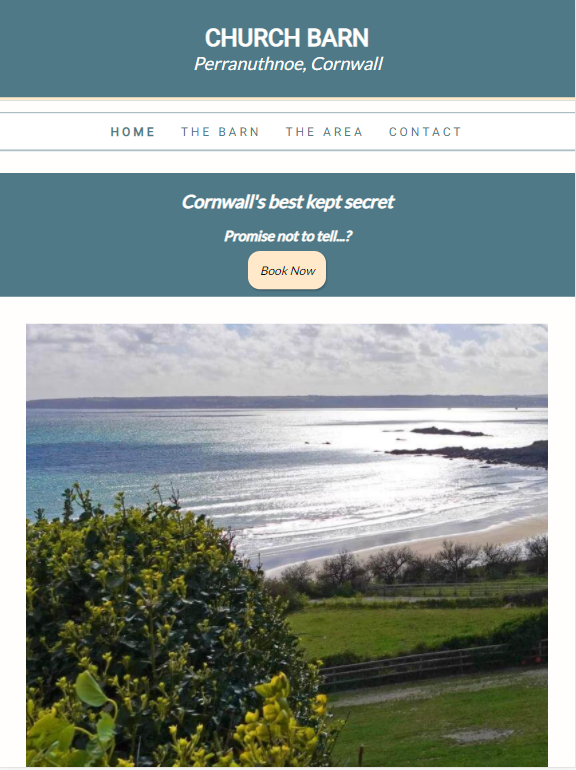 CHURCH BARN
Perranuthnoe, Cornwall
HOME THE BARN THE AREA CONTACT
Cornwall's best kept secret
Promise not to tell...?
Book Now